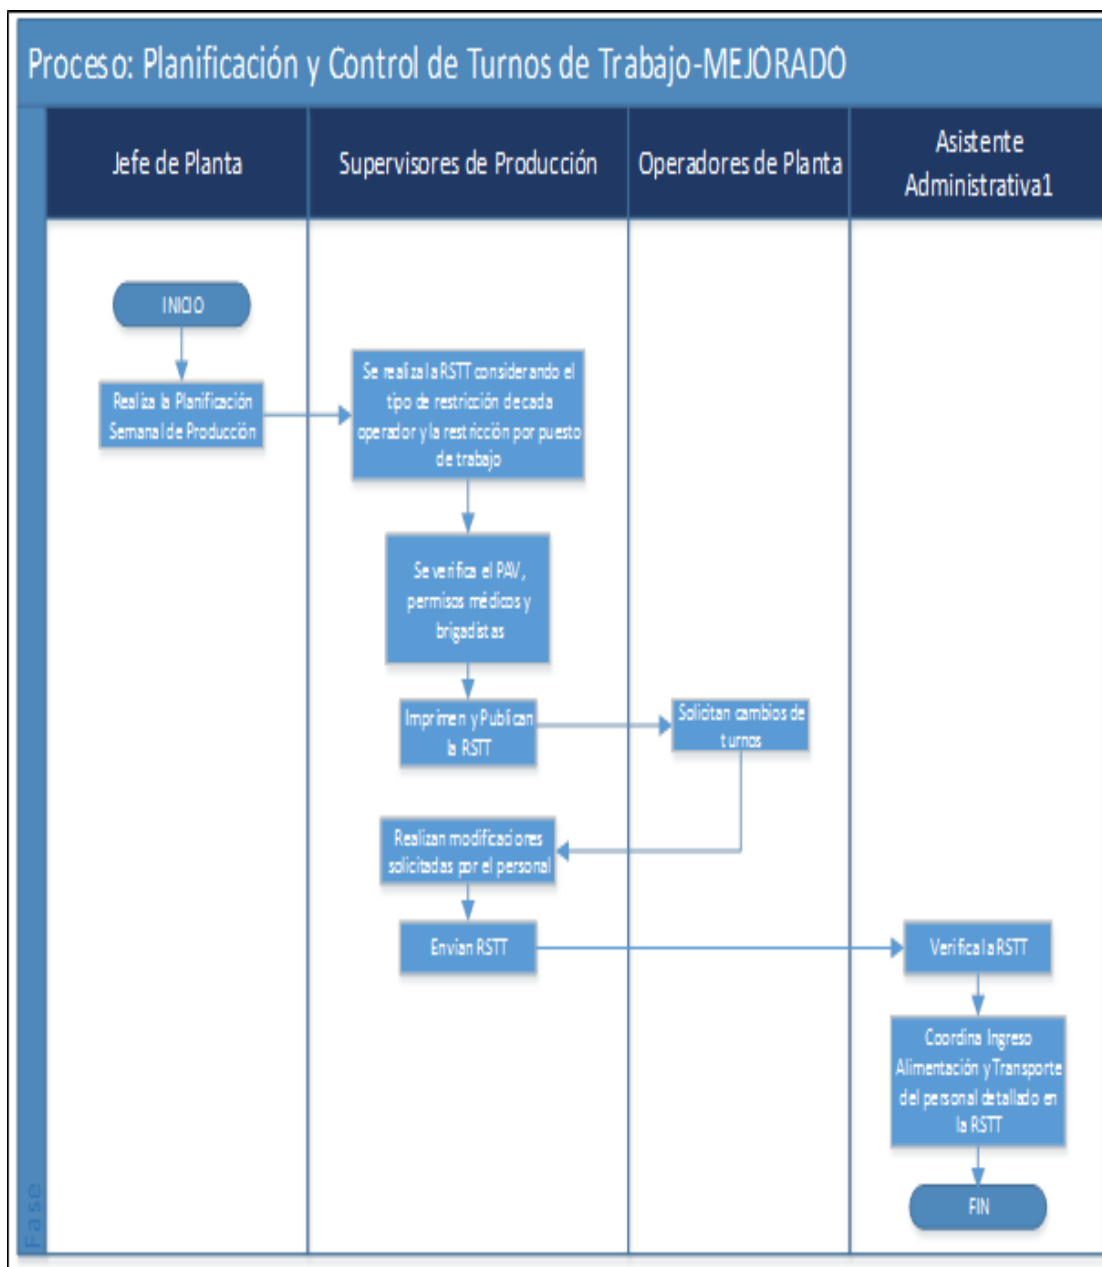 Proceso: Planificación y Control de Turnos de Trabajo-MEJORADO
Jefe de Planta
Supervisores de Producción
Operadores de Planta
Asistente
Administrativa1
INICIO
Realiza la Planificación
Semanal de Producción
Se realiza la RSTT considerando el
tipo de restricción de cada
operador y la restricción por puesto
de trabajo
Se verifica el PAV,
permisos médicos y
brigadistas
Imprimen y Publican
la RSTT
Solicitan cambios de
turnos
Realizan modificaciones
solicitadas por el personal
Envian RSTT
Verifica la RSTT
Coordina Ingreso
Alimentación y Transporte
del personal detallado en
la RSTT
FIN
Fase